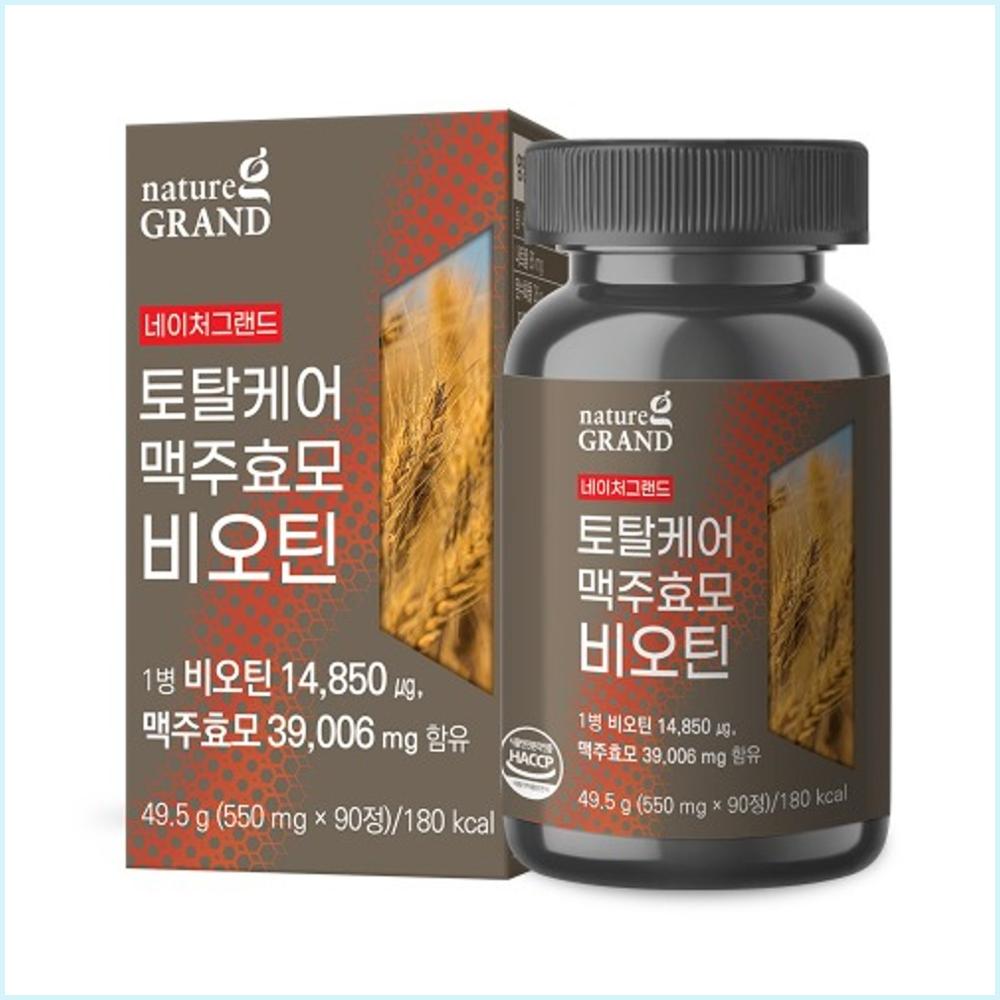 nature
GRAND
네이처그랜드
토탈케어
맥주효모
비오틴
1병 비오틴 14,850 ㎍,
맥주효모 39,006 mg 함유
49.5 g (550 mg × 90정)/180 kcal
nature
GRAND
네이처그랜드
토탈케어
맥주효모
비오틴
1병 비오틴 14,850 ㎍,
맥주효모 39,006 mg 함유
HACCP
49.5 g (550 mg × 90정)/180 kcal